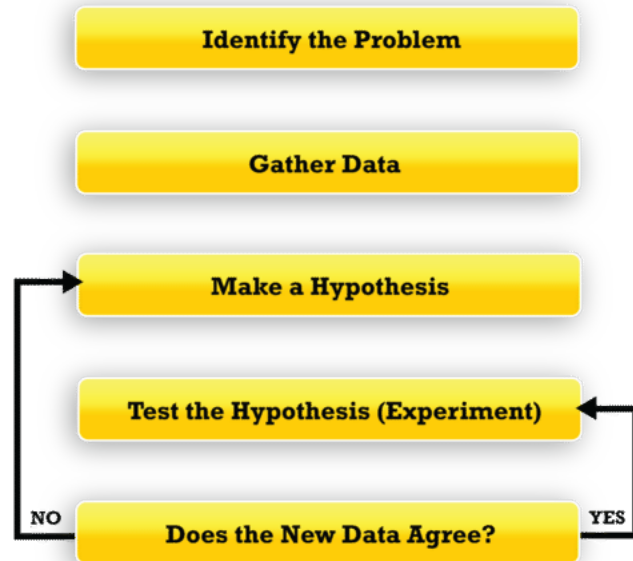 Identify the Problem
Gather Data
Make a Hypothesis
Test the Hypothesis (Experiment)
NO
Does the New Data Agree?
YES